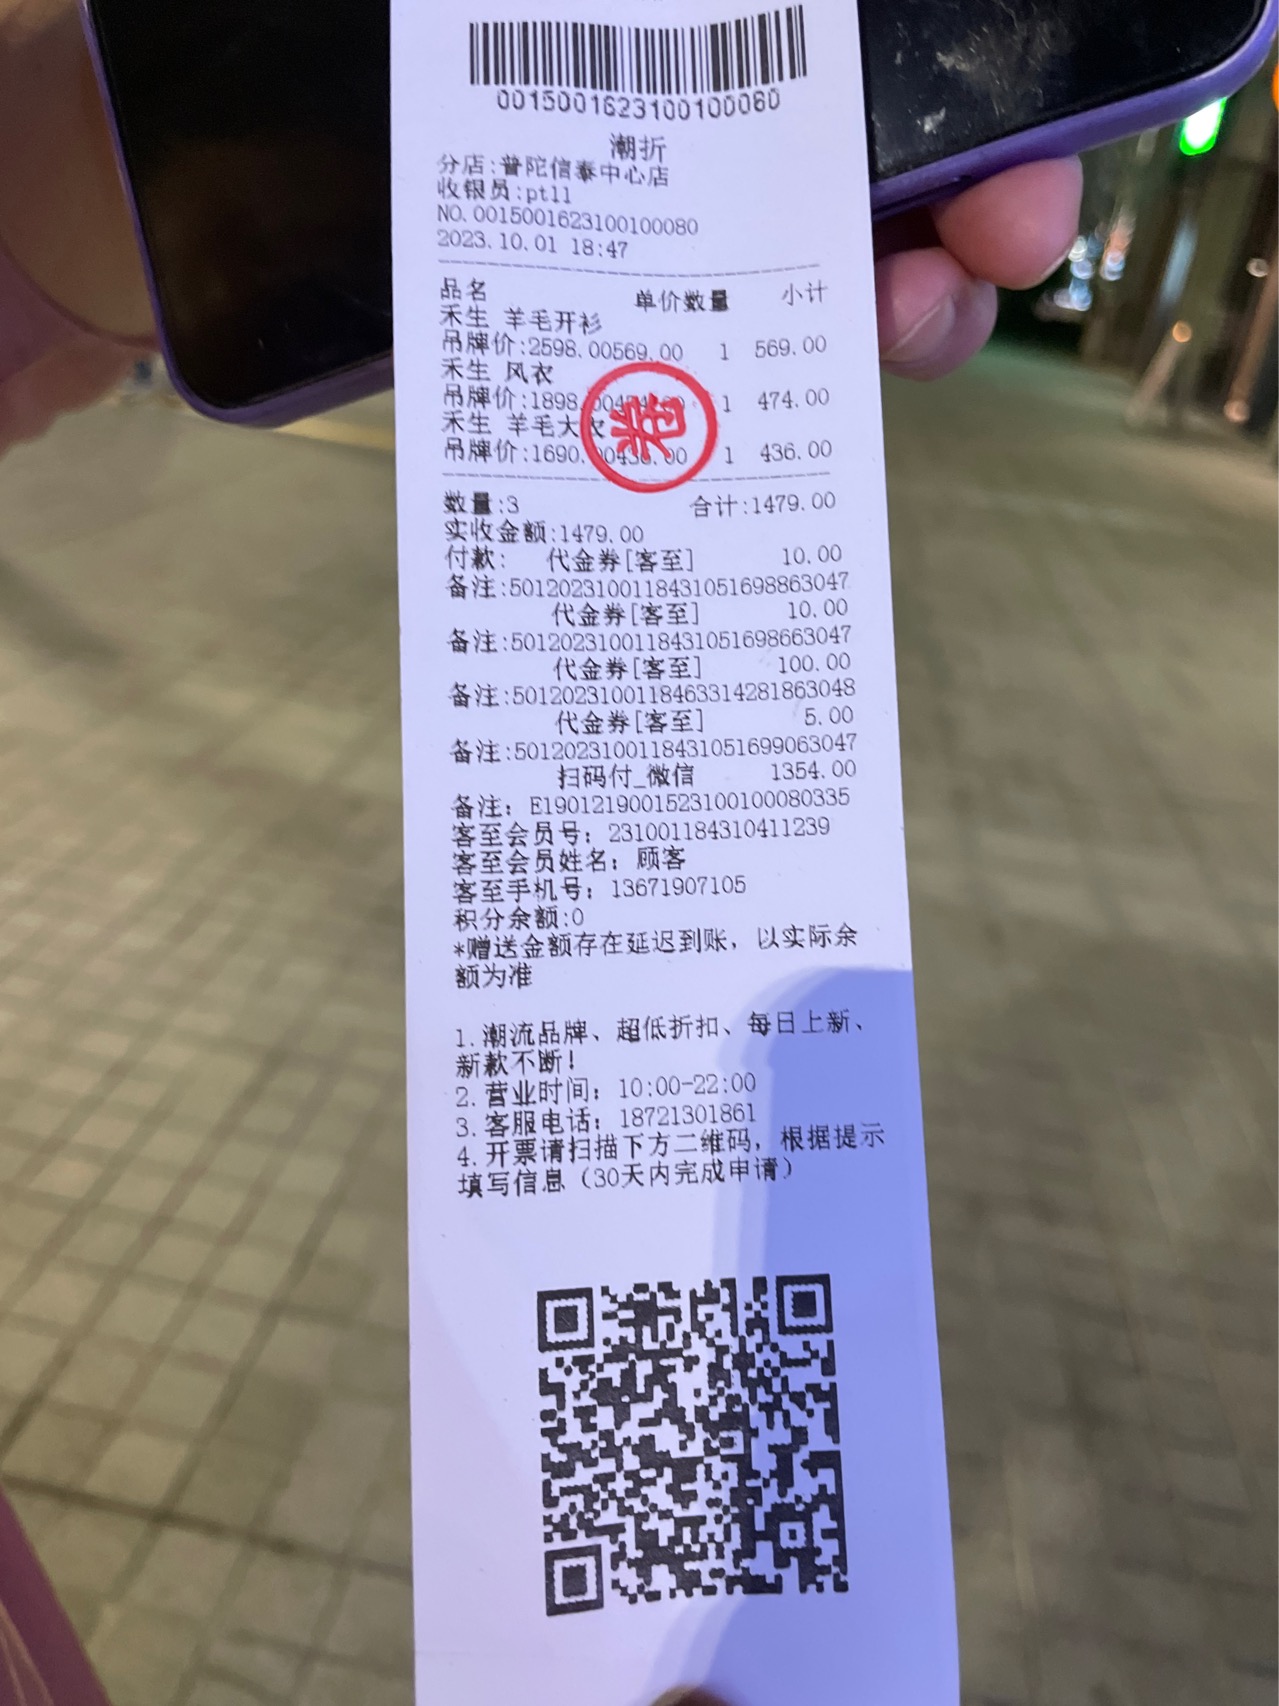 0015001623100100080
潮折
分店:普陀信泰中心店
收银员:pt11
NO.0015001623100100080
2023.10.01 18:47
品名 单价数量 小计
禾生 羊毛开衫
吊牌价:2598.00569.00 1 569.00
禾生 风衣
吊牌价:1898.00474.00 1 474.00
禾生 羊毛大衣
吊牌价:1690.00436.00 1 436.00
数量:3 合计:1479.00
实收金额:1479.00
付款: 代金券[客至] 10.00
备注:5012023100118431051698863047
代金券[客至] 10.00
备注:5012023100118431051698663047
代金券[客至] 100.00
备注:5012023100118463314281863048
代金券[客至] 5.00
备注:5012023100118431051699063047
扫码付_微信 1354.00
备注: E1901219001523100100080335
客至会员号: 231001184310411239
客至会员姓名: 顾客
客至手机号: 13671907105
积分余额:0
*赠送金额存在延迟到账, 以实际余
额为准
1.潮流品牌、超低折扣、每日上新、
新款不断!
2.营业时间: 10:00-22:00
3.客服电话: 18721301861
4.开票请扫描下方二维码, 根据提示
填写信息 (30天内完成申请)